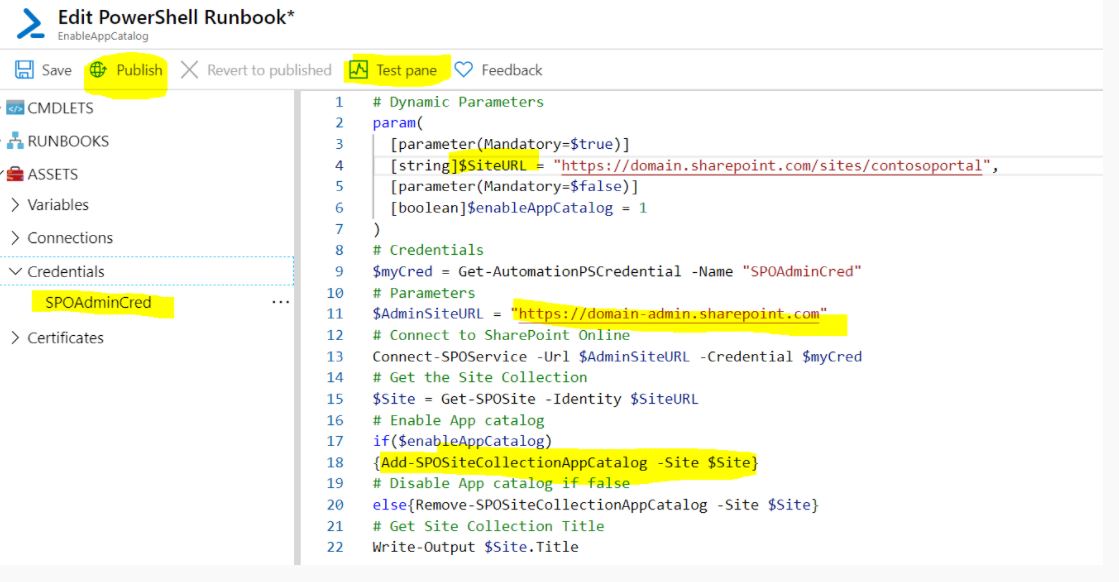 Edit PowerShell Runbook*
EnableAppCatalog
Save Publish Revert to published Test pane Feedback
CMDLETS
RUNBOOKS
ASSETS
Variables
Connections
Credentials
SPOAdminCred ...
Certificates
1 # Dynamic Parameters
2 param(
3 [parameter(Mandatory=$true)]
4 [string]$SiteURL = "https://domain.sharepoint.com/sites/contosoportal",
5 [parameter(Mandatory=$false)]
6 [boolean]$enableAppCatalog = 1
7 )
8 # Credentials
9 $myCred = Get-AutomationPSCredential -Name "SPOAdminCred"
10 # Parameters
11 $AdminSiteURL = "https://domain-admin.sharepoint.com"
12 # Connect to SharePoint Online
13 Connect-SPOService -Url $AdminSiteURL -Credential $myCred
14 # Get the Site Collection
15 $Site = Get-SPOSite -Identity $SiteURL
16 # Enable App catalog
17 if($enableAppCatalog)
18 {Add-SPOSiteCollectionAppCatalog -Site $Site}
19 # Disable App catalog if false
20 else{Remove-SPOSiteCollectionAppCatalog -Site $Site}
21 # Get Site Collection Title
22 Write-Output $Site.Title